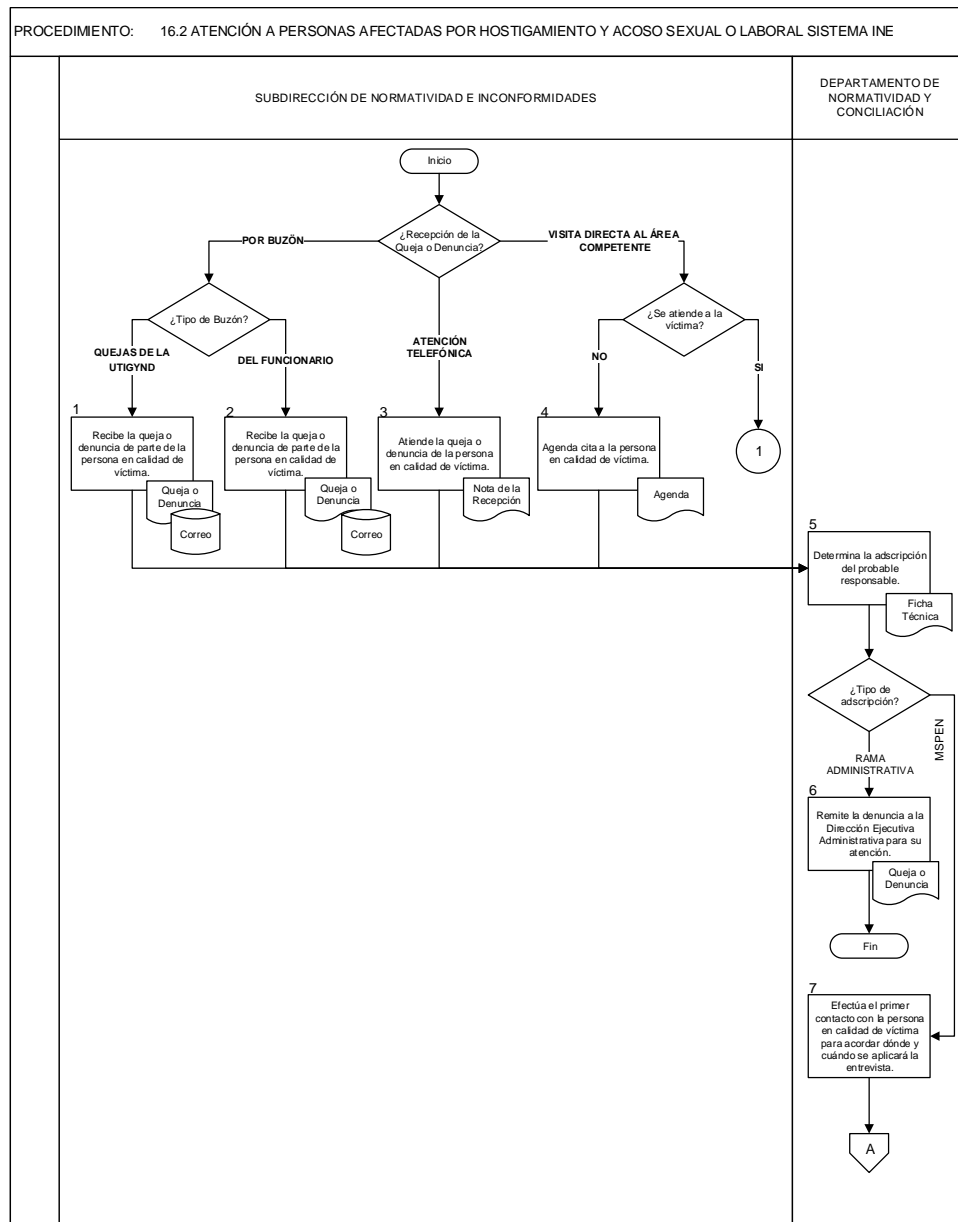 PROCEDIMIENTO: 16.2 ATENCIÓN A PERSONAS AFECTADAS POR HOSTIGAMIENTO Y ACOSO SEXUAL O LABORAL SISTEMA INE
SUBDIRECCIÓN DE NORMATIVIDAD E INCONFORMIDADES
DEPARTAMENTO DE
NORMATIVIDAD Y
CONCILIACIÓN
Inicio
¿Recepción de la
Queja o Denuncia?
POR BUZÖN
VISITA DIRECTA AL ÁREA
COMPETENTE
¿Tipo de Buzón?
¿Se atiende a la
víctima?
QUEJAS DE LA
UTIGYND
DEL FUNCIONARIO
ATENCIÓN
TELEFÓNICA
NO
SI
1
Recibe la queja o
denuncia de parte de la
persona en calidad de
víctima.
Queja o
Denuncia
Correo
2
Recibe la queja o
denuncia de parte de la
persona en calidad de
víctima.
Queja o
Denuncia
Correo
3
Atiende la queja o
denuncia de la persona
en calidad de víctima.
Nota de la
Recepción
4
Agenda cita a la persona
en calidad de víctima.
Agenda
1
5
Determina la adscripción
del probable
responsable.
Ficha
Técnica
¿Tipo de
adscripción?
MSPEN
RAMA
ADMINISTRATIVA
6
Remite la denuncia a la
Dirección Ejecutiva
Administrativa para su
atención.
Queja o
Denuncia
Fin
7
Efectúa el primer
contacto con la persona
en calidad de víctima
para acordar dónde y
cuándo se aplicará la
entrevista.
A